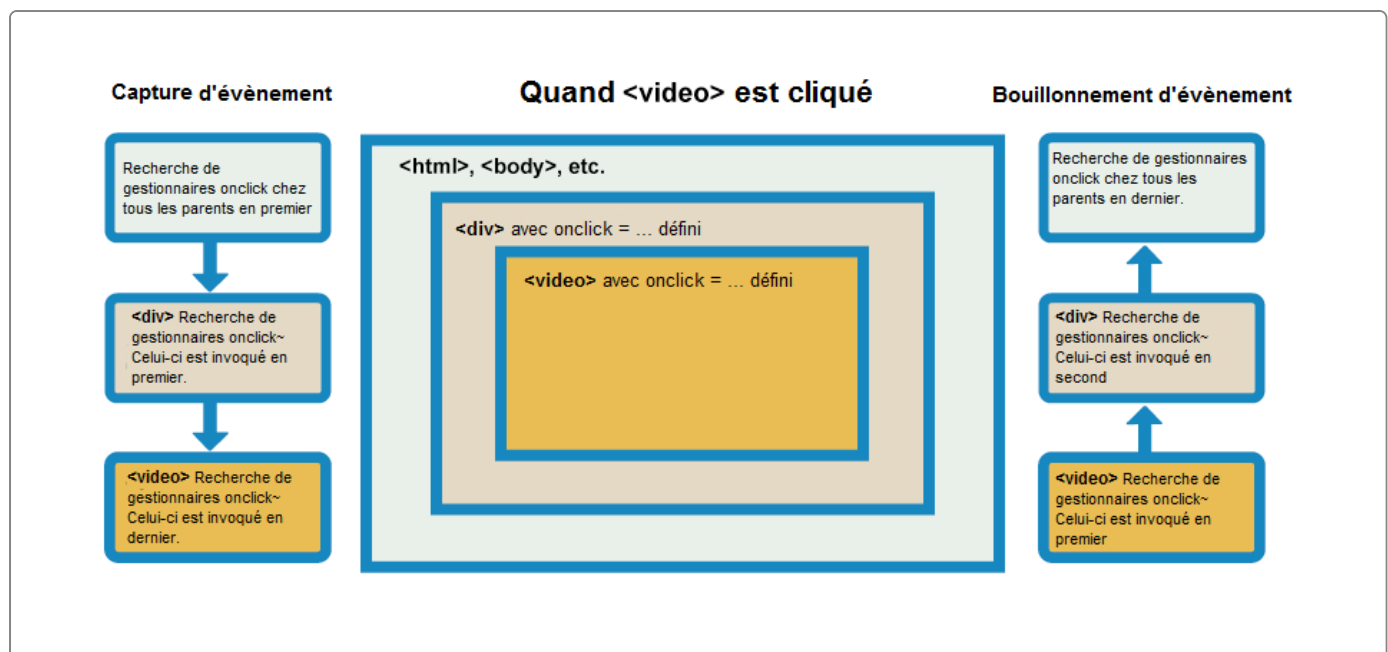 Capture d'évènement
Recherche de
gestionnaires onclick chez
tous les parents en premier
<div> Recherche de
gestionnaires onclick~
Celui-ci est invoqué en
premier.
<video> Recherche de
gestionnaires onclick~
Celui-ci est invoqué en
dernier.
Quand <video> est cliqué
<html>, <body>, etc.
<div> avec onclick = ... défini
<video> avec onclick = ... défini
Bouillonnement d'évènement
Recherche de gestionnaires
onclick chez tous les
parents en dernier.
<div> Recherche de
gestionnaires onclick~
Celui-ci est invoqué en
second
<video> Recherche de
gestionnaires onclick~
Celui-ci est invoqué en
premier